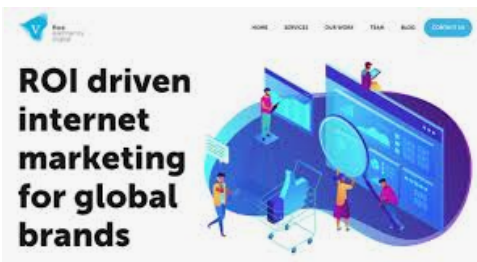 V
HOME SERVICES OUR WORK TEAM BLOG CONTACT US
ROI driven
internet
marketing
for global
brands